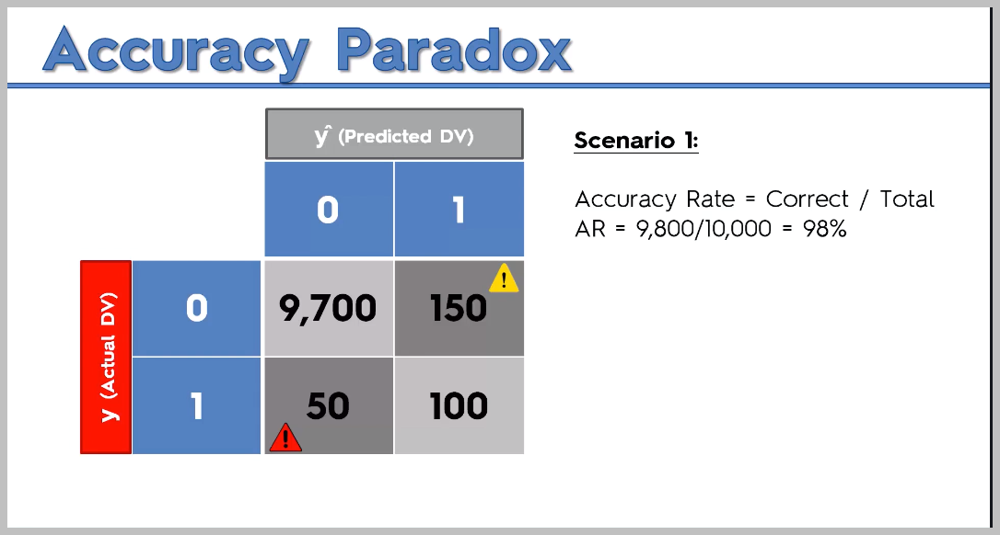 Accuracy Paradox
ŷ (Predicted DV)
0 1
y (Actual DV)
0 9,700 150
1 50 100
Scenario 1:
Accuracy Rate = Correct / Total
AR = 9,800/10,000 = 98%